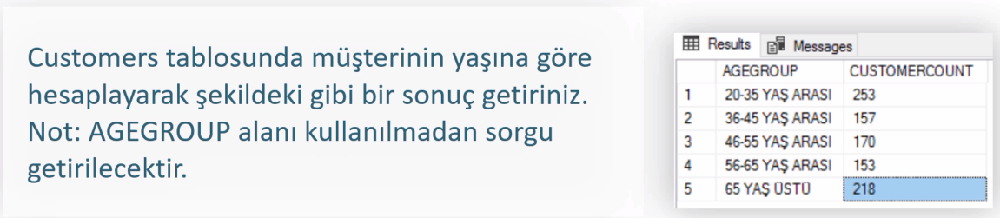 Customers tablosunda müşterinin yaşına göre
hesaplayarak şekildeki gibi bir sonuç getiriniz.
Not: AGEGROUP alanı kullanılmadan sorgu
getirilecektir.
Results Messages
AGEGROUP CUSTOMERCOUNT
1 20-35 YAŞ ARASI 253
2 36-45 YAŞ ARASI 157
3 46-55 YAŞ ARASI 170
4 56-65 YAŞ ARASI 153
5 65 YAŞ ÜSTÜ 218